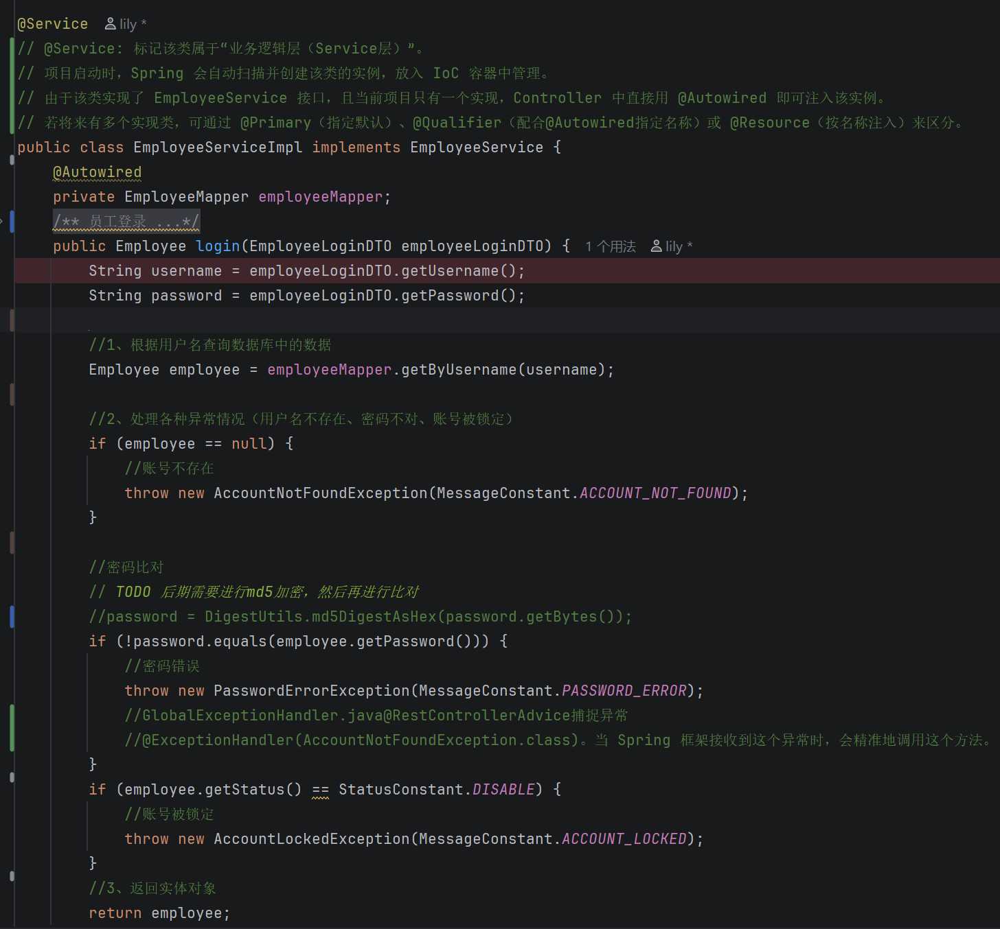 @Service  lily *
// @Service: 标记该类属于“业务逻辑层（Service层）”。
// 项目启动时，Spring 会自动扫描并创建该类的实例，放入 IoC 容器中管理。
// 由于该类实现了 EmployeeService 接口，且当前项目只有一个实现，Controller 中直接用 @Autowired 即可注入该实例。
// 若将来有多个实现类，可通过 @Primary（指定默认）、@Qualifier（配合@Autowired指定名称）或 @Resource（按名称注入）来区分。
public class EmployeeServiceImpl implements EmployeeService {
    @Autowired
    private EmployeeMapper employeeMapper;
    /** 员工登录 ...*/
    public Employee login(EmployeeLoginDTO employeeLoginDTO) {  1 个用法  lily *
        String username = employeeLoginDTO.getUsername();
        String password = employeeLoginDTO.getPassword();
        //1、根据用户名查询数据库中的数据
        Employee employee = employeeMapper.getByUsername(username);
        //2、处理各种异常情况（用户名不存在、密码不对、账号被锁定）
        if (employee == null) {
            //账号不存在
            throw new AccountNotFoundException(MessageConstant.ACCOUNT_NOT_FOUND);
        }
        //密码比对
        // TODO 后期需要进行md5加密，然后再进行比对
        //password = DigestUtils.md5DigestAsHex(password.getBytes());
        if (!password.equals(employee.getPassword())) {
            //密码错误
            throw new PasswordErrorException(MessageConstant.PASSWORD_ERROR);
            //GlobalExceptionHandler.java@RestControllerAdvice捕捉异常
            //@ExceptionHandler(AccountNotFoundException.class)。当 Spring 框架接收到这个异常时，会精准地调用这个方法。
        }
        if (employee.getStatus() == StatusConstant.DISABLE) {
            //账号被锁定
            throw new AccountLockedException(MessageConstant.ACCOUNT_LOCKED);
        }
        //3、返回实体对象
        return employee;